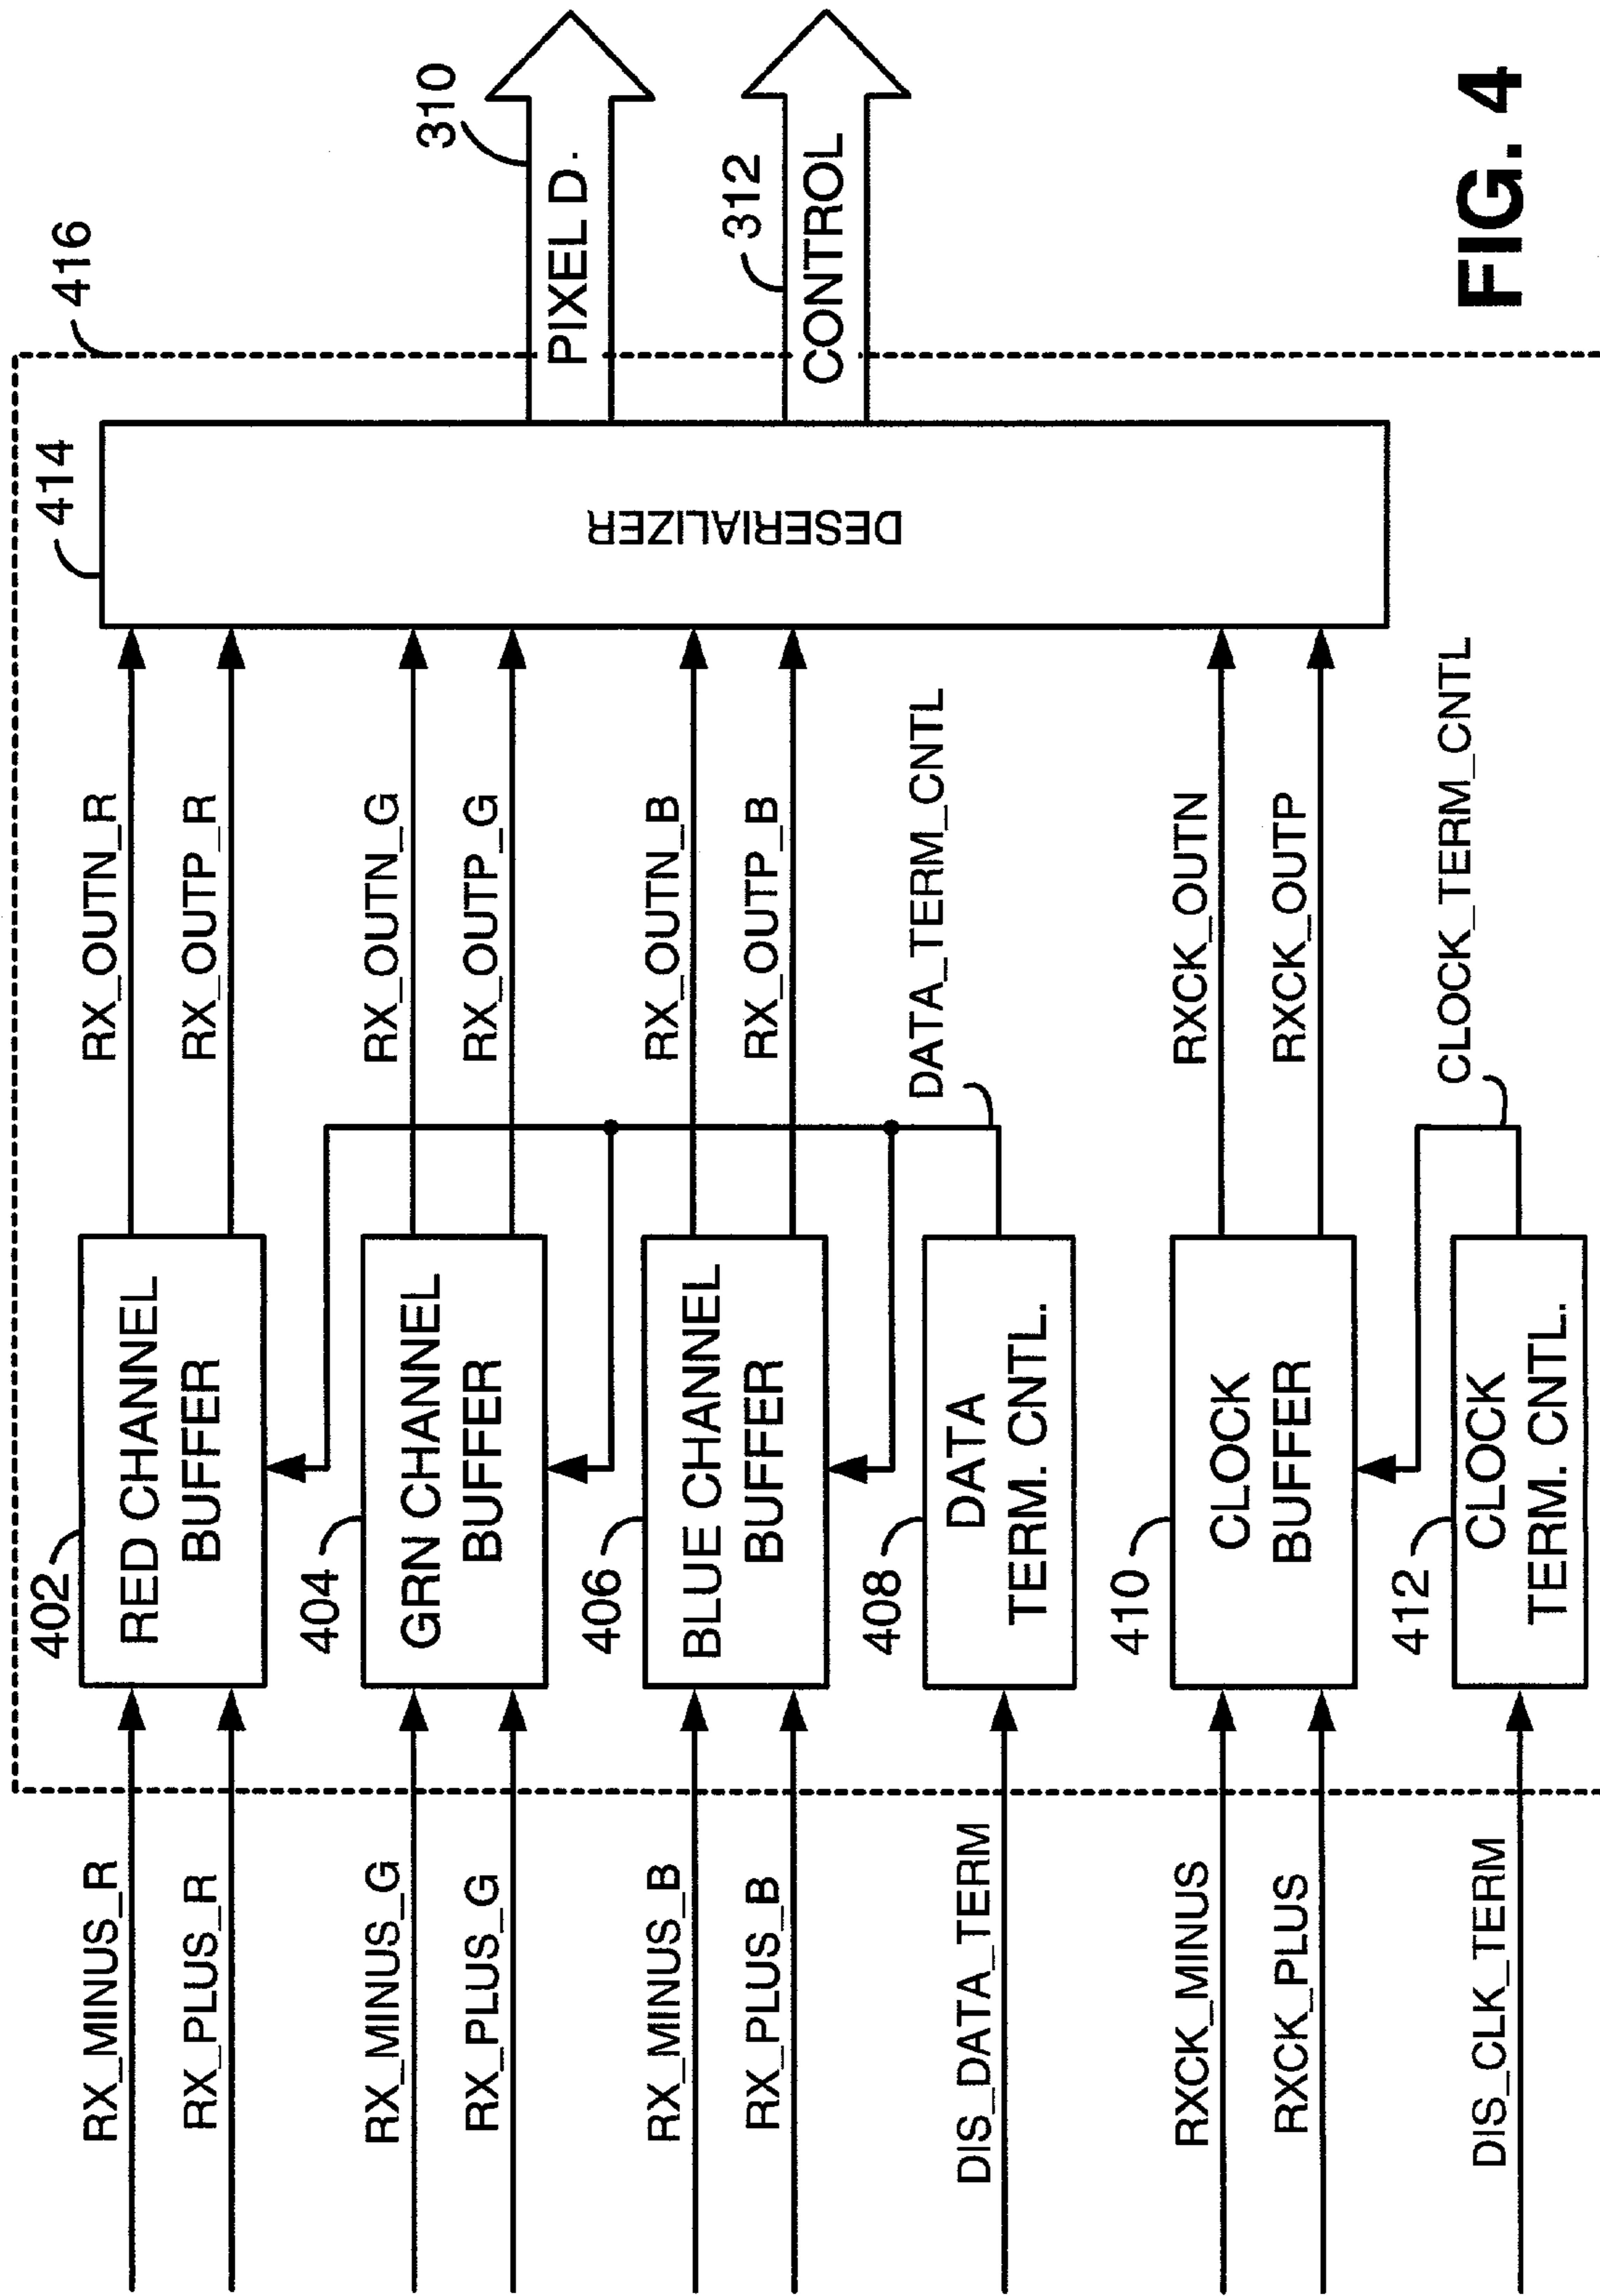 416
414
RX_MINUS_R
402
RED CHANNEL
BUFFER
RX_OUTN_R
RX_PLUS_R
RX_OUTP_R
RX_MINUS_G
404
GRN CHANNEL
BUFFER
RX_OUTN_G
RX_PLUS_G
RX_OUTP_G
310
PIXEL D.
DESERIALIZER
RX_MINUS_B
406
BLUE CHANNEL
BUFFER
RX_OUTN_B
RX_PLUS_B
RX_OUTP_B
312
CONTROL
DIS_DATA_TERM
408
DATA
TERM. CNTL.
DATA_TERM_CNTL
RXCK_MINUS
410
CLOCK
BUFFER
RXCK_OUTN
RXCK_PLUS
RXCK_OUTP
DIS_CLK_TERM
412
CLOCK
TERM. CNTL.
CLOCK_TERM_CNTL
FIG. 4